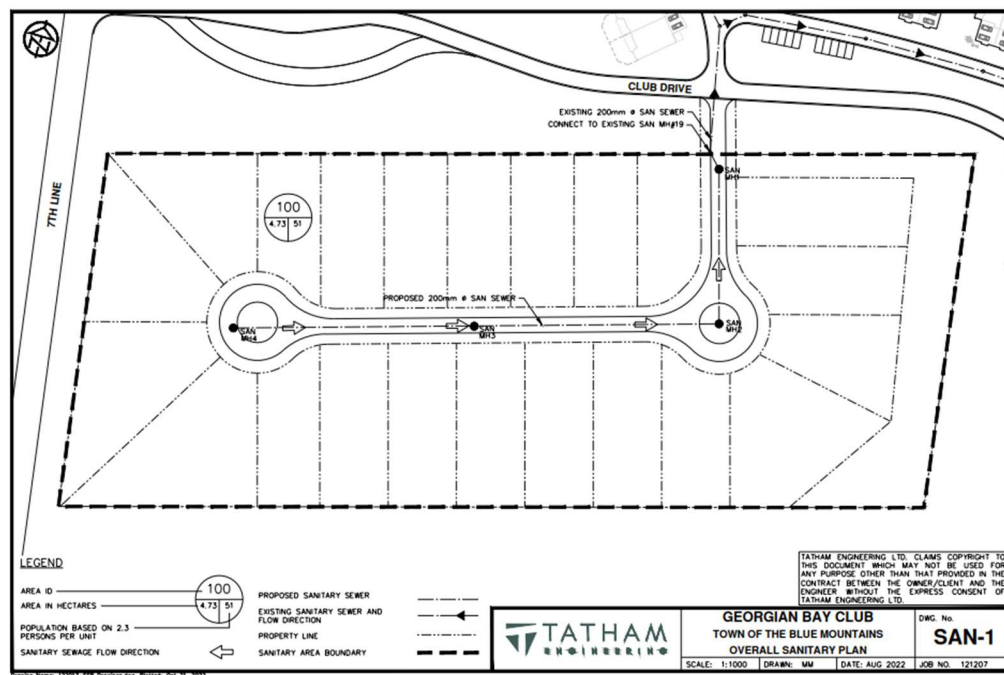 CLUB DRIVE
EXISTING 200mm ø SAN SEWER
CONNECT TO EXISTING SAN MH#19
SAN
MH1
7TH LINE
100
4.73 51
PROPOSED 200mm ø SAN SEWER
SAN
MH4
SAN
MH3
SAN
MH2
LEGEND
AREA ID
AREA IN HECTARES
POPULATION BASED ON 2.3
PERSONS PER UNIT
SANITARY SEWAGE FLOW DIRECTION
100
4.73 51
PROPOSED SANITARY SEWER
EXISTING SANITARY SEWER AND
FLOW DIRECTION
PROPERTY LINE
SANITARY AREA BOUNDARY
TATHAM ENGINEERING LTD. CLAIMS COPYRIGHT TO
THIS DOCUMENT WHICH MAY NOT BE USED FOR
ANY PURPOSE OTHER THAN THAT PROVIDED IN THE
CONTRACT BETWEEN THE OWNER/CLIENT AND THE
ENGINEER WITHOUT THE EXPRESS CONSENT OF
TATHAM ENGINEERING LTD.
TATHAM
ENGINEERING
GEORGIAN BAY CLUB
TOWN OF THE BLUE MOUNTAINS
OVERALL SANITARY PLAN
DWG. No.
SAN-1
SCALE: 1:1000 DRAWN: MM DATE: AUG 2022 JOB NO. 121207